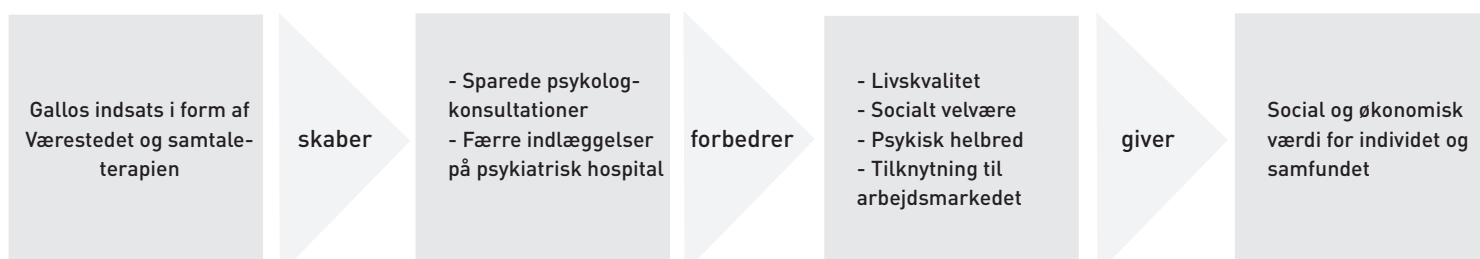 Gallos indsats i form af
Værestedet og samtale-
terapien
skaber
- Sparede psykolog-
konsultationer
- Færre indlæggelser
på psykiatrisk hospital
forbedrer
- Livskvalitet
- Socialt velvære
- Psykisk helbred
- Tilknytning til
arbejdsmarkedet
giver
Social og økonomisk
værdi for individet og
samfundet